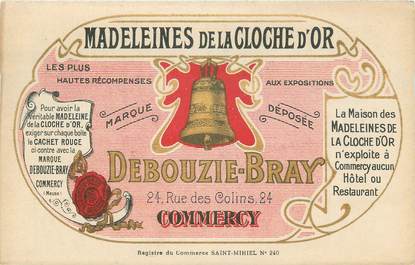 MADELEINES DE LA CLOCHE D'OR
LES PLUS
HAUTES RÉCOMPENSES
AUX EXPOSITIONS
MARQUE
DÉPOSÉE
Pour avoir la
véritable MADELEINE
de la CLOCHE D'OR,
exiger sur chaque boîte
le CACHET ROUGE
ci-contre avec la
MARQUE
DEBOUZIE-BRAY
COMMERCY
(Meuse)
La Maison des
MADELEINES DE
LA CLOCHE D'OR
n'exploite à
Commercy aucun
Hôtel ou
Restaurant
DEBOUZIE-BRAY
24, Rue des Colins, 24
COMMERCY
Registre du Commerce SAINT-MIHIEL N° 240